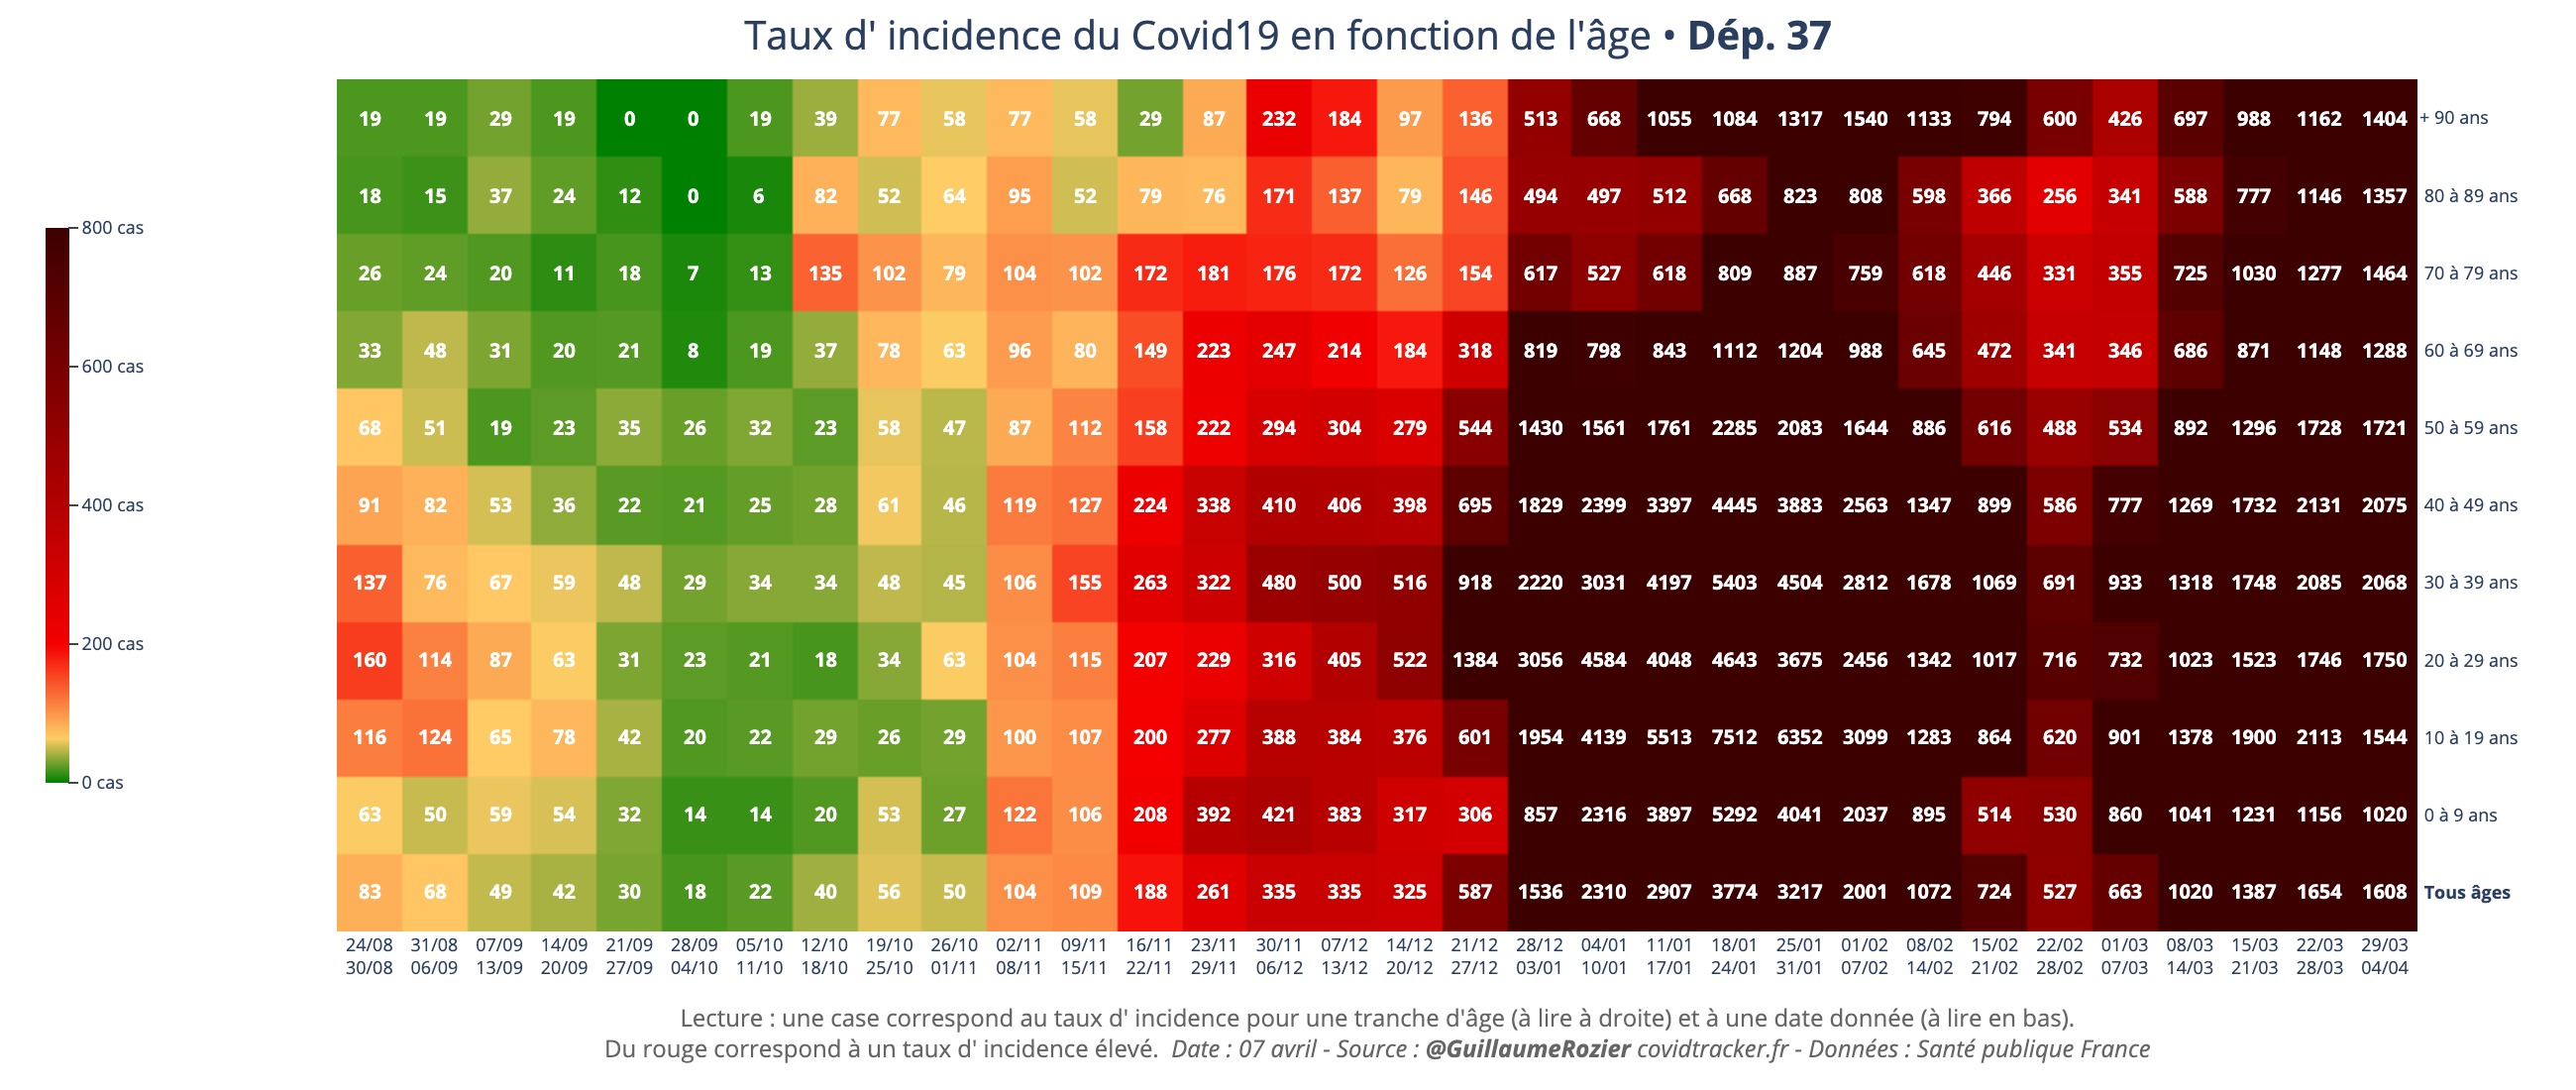 Taux d' incidence du Covid19 en fonction de l'âge • Dép. 37
19 19 29 19 0 0 19 39 77 58 77 58 29 87 232 184 97 136 513 668 1055 1084 1317 1540 1133 794 600 426 697 988 1162 1404 + 90 ans
18 15 37 24 12 0 6 82 52 64 95 52 79 76 171 137 79 146 494 497 512 668 823 808 598 366 256 341 588 777 1146 1357 80 à 89 ans
800 cas
26 24 20 11 18 7 13 135 102 79 104 102 172 181 176 172 126 154 617 527 618 809 887 759 618 446 331 355 725 1030 1277 1464 70 à 79 ans
33 48 31 20 21 8 19 37 78 63 96 80 149 223 247 214 184 318 819 798 843 1112 1204 988 645 472 341 346 686 871 1148 1288 60 à 69 ans
600 cas
68 51 19 23 35 26 32 23 58 47 87 112 158 222 294 304 279 544 1430 1561 1761 2285 2083 1644 886 616 488 534 892 1296 1728 1721 50 à 59 ans
400 cas
91 82 53 36 22 21 25 28 61 46 119 127 224 338 410 406 398 695 1829 2399 3397 4445 3883 2563 1347 899 586 777 1269 1732 2131 2075 40 à 49 ans
137 76 67 59 48 29 34 34 48 45 106 155 263 322 480 500 516 918 2220 3031 4197 5403 4504 2812 1678 1069 691 933 1318 1748 2085 2068 30 à 39 ans
200 cas
160 114 87 63 31 23 21 18 34 63 104 115 207 229 316 405 522 1384 3056 4584 4048 4643 3675 2456 1342 1017 716 732 1023 1523 1746 1750 20 à 29 ans
116 124 65 78 42 20 22 29 26 29 100 107 200 277 388 384 376 601 1954 4139 5513 7512 6352 3099 1283 864 620 901 1378 1900 2113 1544 10 à 19 ans
0 cas
63 50 59 54 32 14 14 20 53 27 122 106 208 392 421 383 317 306 857 2316 3897 5292 4041 2037 895 514 530 860 1041 1231 1156 1020 0 à 9 ans
83 68 49 42 30 18 22 40 56 50 104 109 188 261 335 335 325 587 1536 2310 2907 3774 3217 2001 1072 724 527 663 1020 1387 1654 1608 Tous âges
24/08 31/08 07/09 14/09 21/09 28/09 05/10 12/10 19/10 26/10 02/11 09/11 16/11 23/11 30/11 07/12 14/12 21/12 28/12 04/01 11/01 18/01 25/01 01/02 08/02 15/02 22/02 01/03 08/03 15/03 22/03 29/03
30/08 06/09 13/09 20/09 27/09 04/10 11/10 18/10 25/10 01/11 08/11 15/11 22/11 29/11 06/12 13/12 20/12 27/12 03/01 10/01 17/01 24/01 31/01 07/02 14/02 21/02 28/02 07/03 14/03 21/03 28/03 04/04
Lecture : une case correspond au taux d' incidence pour une tranche d'âge (à lire à droite) et à une date donnée (à lire en bas).
Du rouge correspond à un taux d' incidence élevé. Date : 07 avril - Source : @GuillaumeRozier covidtracker.fr - Données : Santé publique France